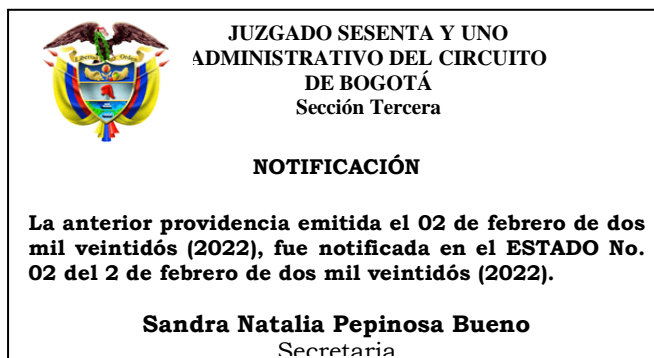 JUZGADO SESENTA Y UNO
ADMINISTRATIVO DEL CIRCUITO
DE BOGOTÁ
Sección Tercera
NOTIFICACIÓN
La anterior providencia emitida el 02 de febrero de dos
mil veintidós (2022), fue notificada en el ESTADO No.
02 del 2 de febrero de dos mil veintidós (2022).
Sandra Natalia Pepinosa Bueno
Secretaria